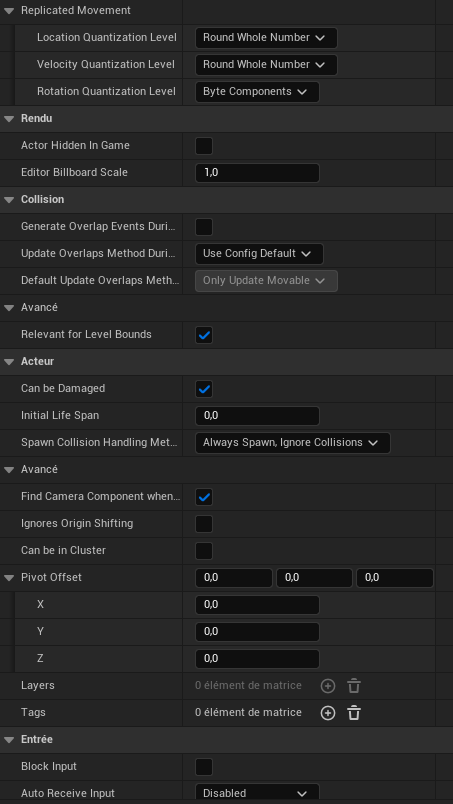 Replicated Movement
Location Quantization Level Round Whole Number
Velocity Quantization Level Round Whole Number
Rotation Quantization Level Byte Components
Rendu
Actor Hidden In Game
Editor Billboard Scale 1,0
Collision
Generate Overlap Events Duri...
Update Overlaps Method Duri... Use Config Default
Default Update Overlaps Meth... Only Update Movable
Avancé
Relevant for Level Bounds
Acteur
Can be Damaged
Initial Life Span 0,0
Spawn Collision Handling Met... Always Spawn, Ignore Collisions
Avancé
Find Camera Component when...
Ignores Origin Shifting
Can be in Cluster
Pivot Offset 0,0 0,0 0,0
X 0,0
Y 0,0
Z 0,0
Layers 0 élément de matrice
Tags 0 élément de matrice
Entrée
Block Input
Auto Receive Input Disabled